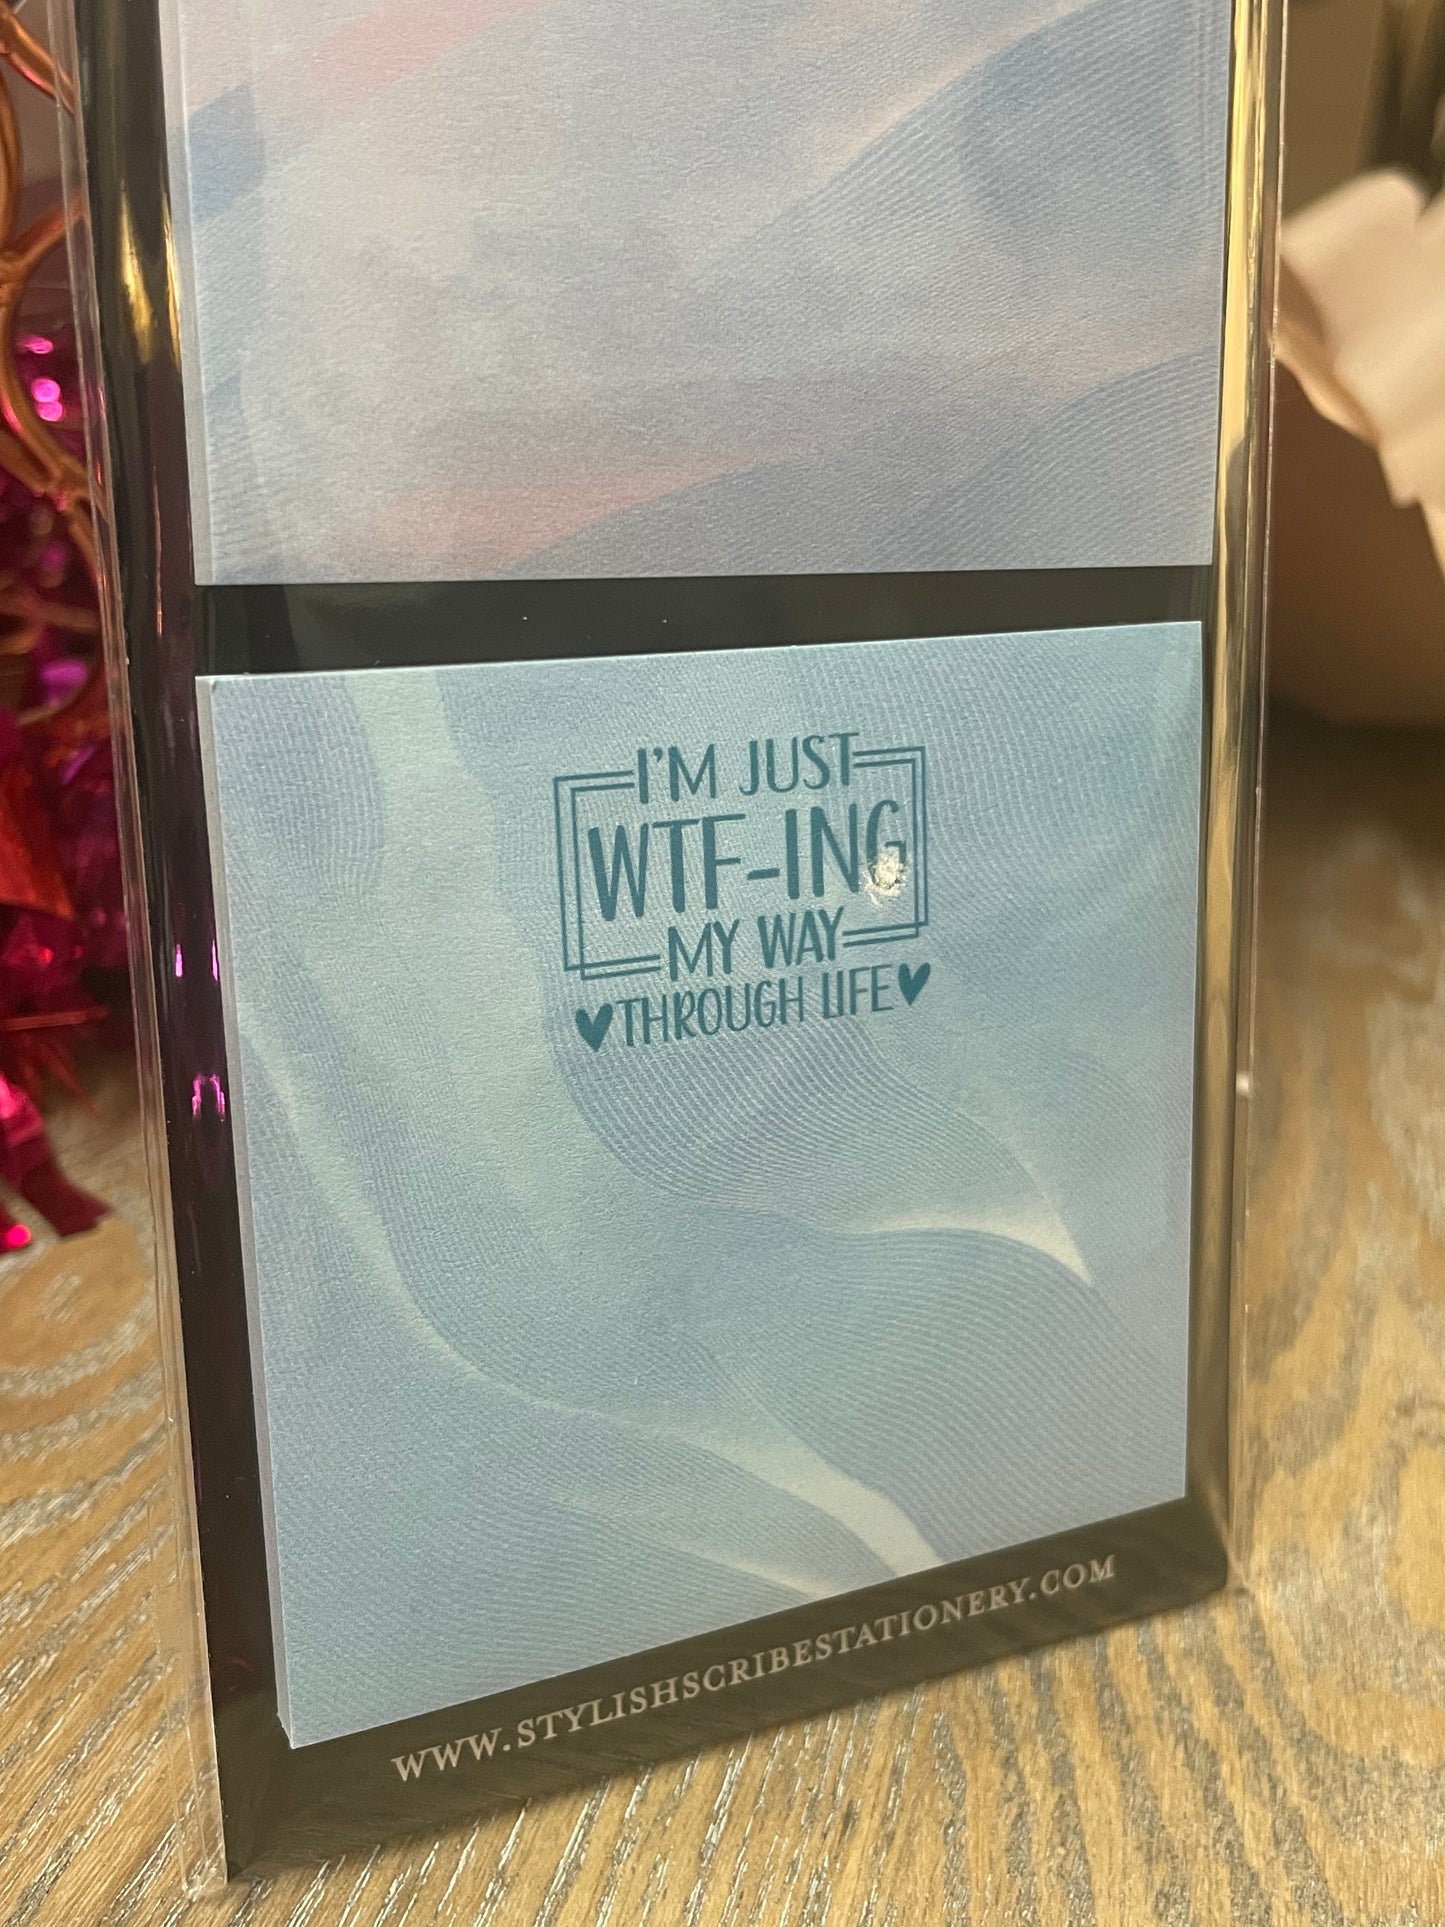 I'M JUST
WTF-ING
MY WAY
THROUGH LIFE
WWW.STYLISHSCRIBESTATIONERY.COM